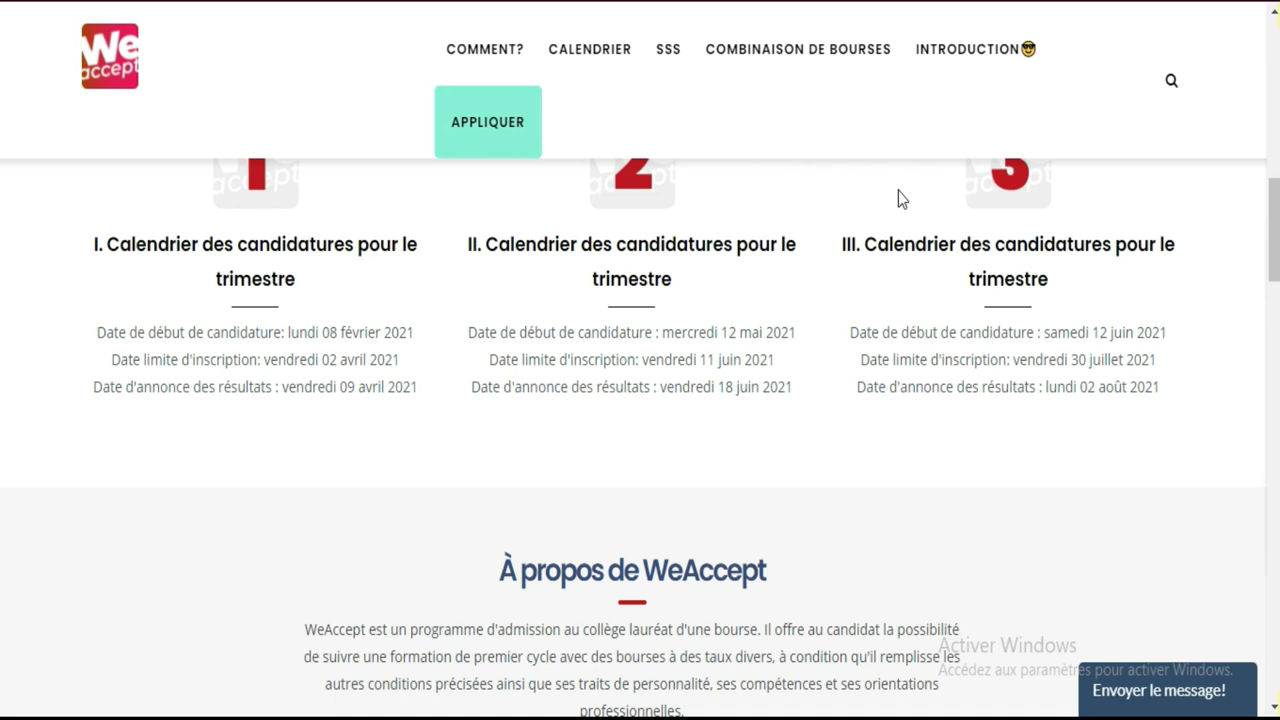 We
accept
COMMENT?
CALENDRIER
SSS
COMBINAISON DE BOURSES
INTRODUCTION😎
APPLIQUER
1
2
3
I. Calendrier des candidatures pour le
trimestre
Date de début de candidature: lundi 08 février 2021
Date limite d'inscription: vendredi 02 avril 2021
Date d'annonce des résultats : vendredi 09 avril 2021
II. Calendrier des candidatures pour le
trimestre
Date de début de candidature : mercredi 12 mai 2021
Date limite d'inscription: vendredi 11 juin 2021
Date d'annonce des résultats : vendredi 18 juin 2021
III. Calendrier des candidatures pour le
trimestre
Date de début de candidature : samedi 12 juin 2021
Date limite d'inscription: vendredi 30 juillet 2021
Date d'annonce des résultats : lundi 02 août 2021
À propos de WeAccept
WeAccept est un programme d'admission au collège lauréat d'une bourse. Il offre au candidat la possibilité
de suivre une formation de premier cycle avec des bourses à des taux divers, à condition qu'il remplisse les
autres conditions précisées ainsi que ses traits de personnalité, ses compétences et ses orientations
professionnelles.
Activer Windows
Accédez aux paramètres pour activer Windows.
Envoyer le message!